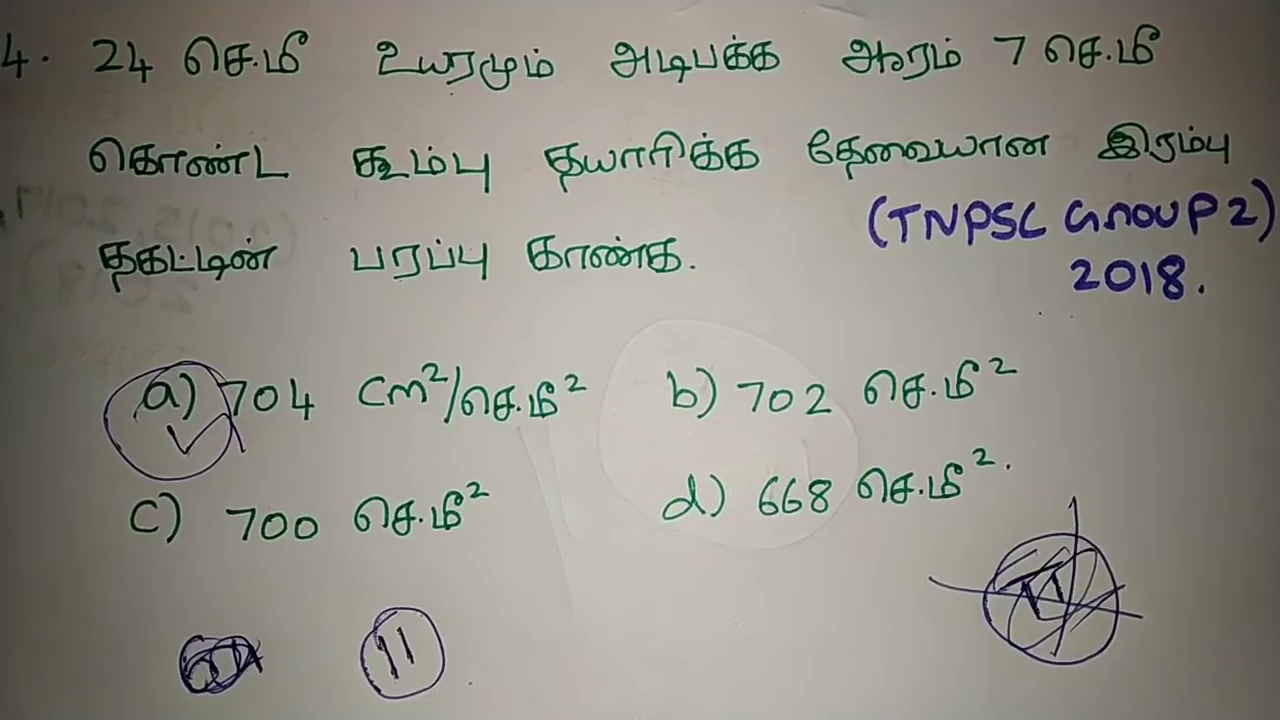 4. 24 செ.மீ உயரமும் அடிபக்க ஆரம் 7 செ.மீ
கொண்ட கூம்பு தயாரிக்க தேவையான இரும்பு
தகட்டின் பரப்பு காண்க.
(TNPSC GROUP 2)
2018.
a) 704 cm²/செ.மீ² b) 702 செ.மீ²
c) 700 செ.மீ² d) 668 செ.மீ².
11